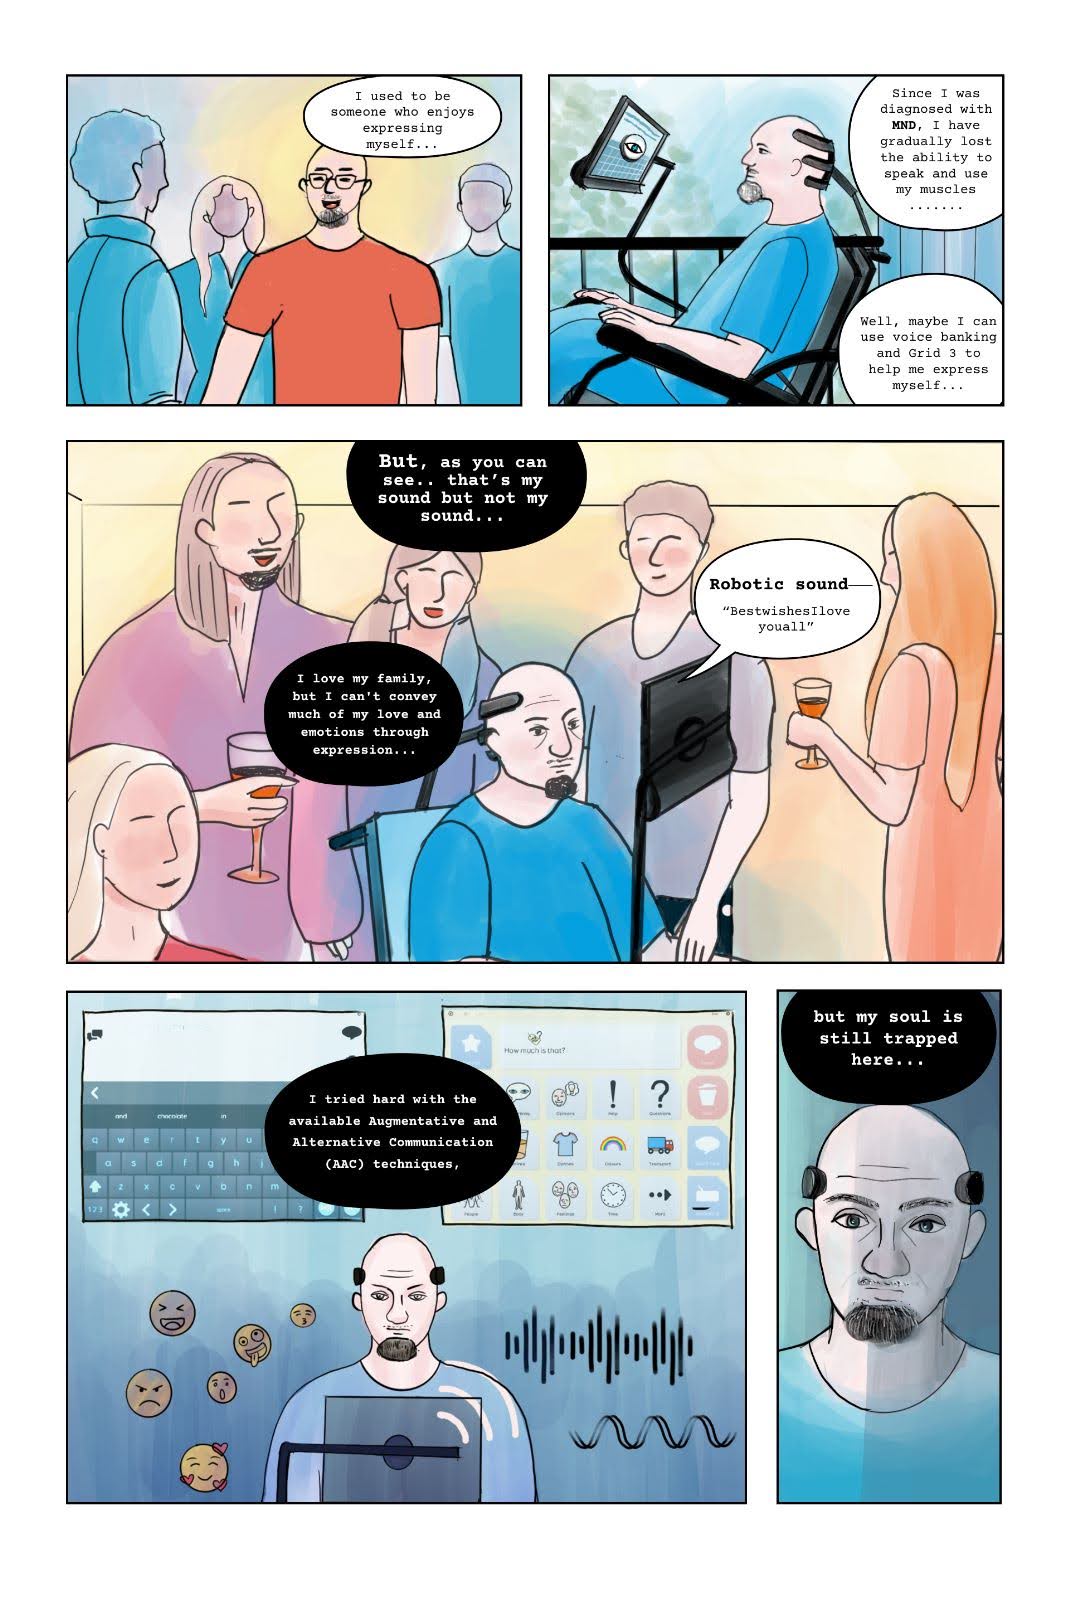 I used to be
someone who enjoys
expressing
myself...
Since I was
diagnosed with
MND, I have
gradually lost
the ability to
speak and use
my muscles
.......
Well, maybe I can
use voice banking
and Grid 3 to
help me express
myself...
But, as you can
see.. that's my
sound but not my
sound...
Robotic sound—
"BestwishesIlove
youall"
I love my family,
but I can't convey
much of my love and
emotions through
expression...
How much is that?
Opinions
Help
Questions
Clothes
Colours
Transport
People
Body
Feelings
Time
More
and chocolate in
q w e r t y u
a s d f g h j
z x c v b n m
123 space ! ?
I tried hard with the
available Augmentative and
Alternative Communication
(AAC) techniques,
but my soul is
still trapped
here...